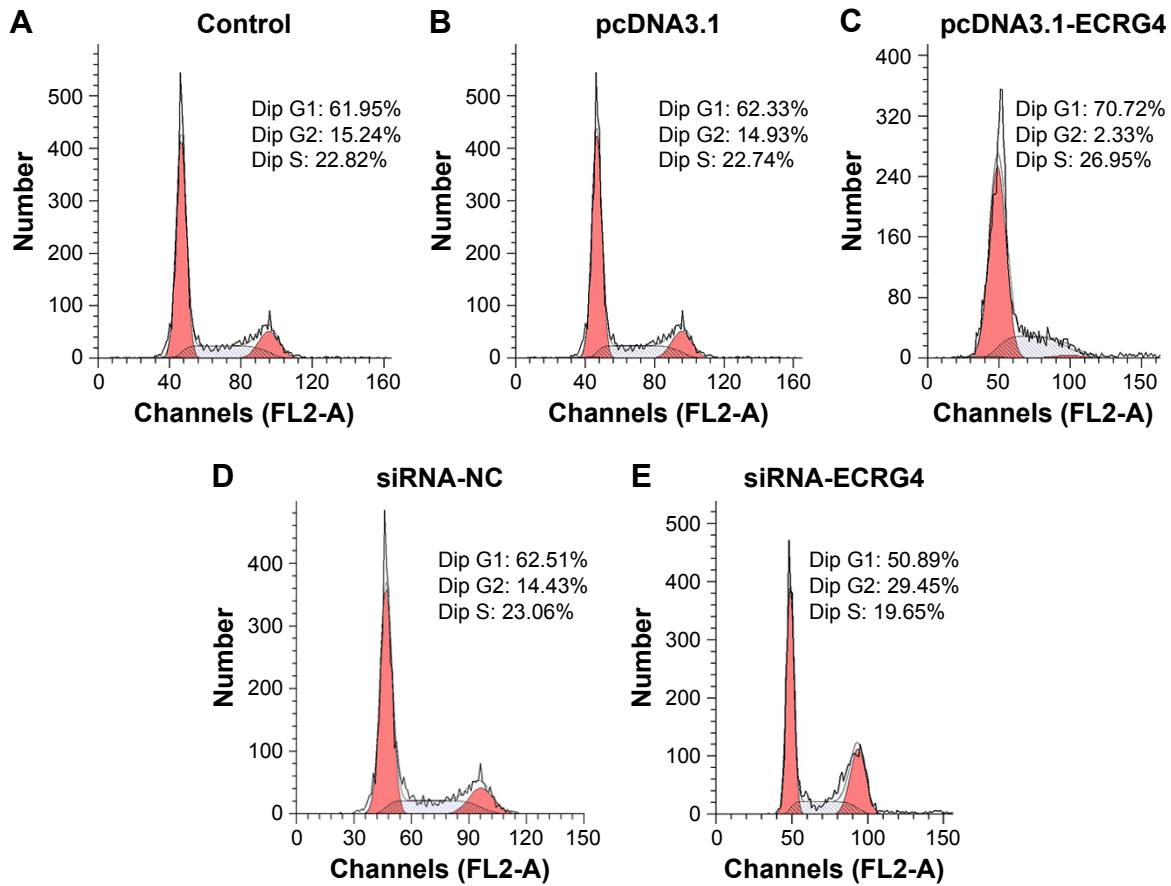 A Control
Dip G1: 61.95%
Dip G2: 15.24%
Dip S: 22.82%
Number
500
400
300
200
100
0
0 40 80 120 160
Channels (FL2-A)
B pcDNA3.1
Dip G1: 62.33%
Dip G2: 14.93%
Dip S: 22.74%
Number
500
400
300
200
100
0
0 40 80 120 160
Channels (FL2-A)
C pcDNA3.1-ECRG4
Dip G1: 70.72%
Dip G2: 2.33%
Dip S: 26.95%
Number
400
320
240
160
80
0
0 50 100 150
Channels (FL2-A)
D siRNA-NC
Dip G1: 62.51%
Dip G2: 14.43%
Dip S: 23.06%
Number
400
300
200
100
0
0 30 60 90 120 150
Channels (FL2-A)
E siRNA-ECRG4
Dip G1: 50.89%
Dip G2: 29.45%
Dip S: 19.65%
Number
500
400
300
200
100
0
0 50 100 150
Channels (FL2-A)